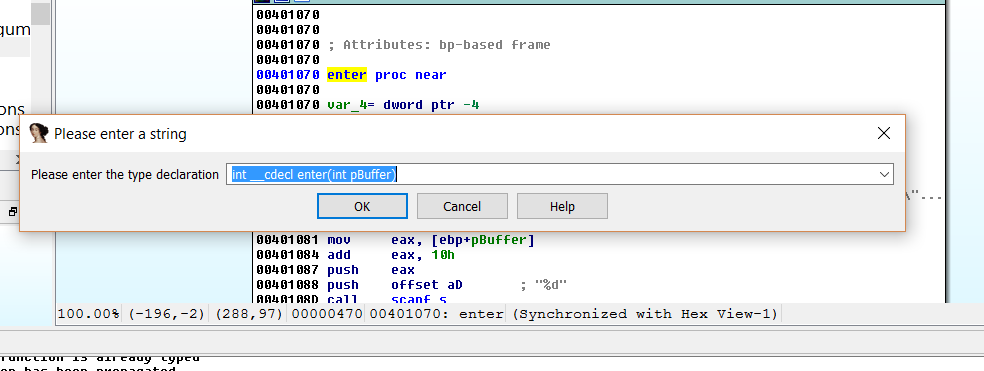 gum
ons
ons
00401070
00401070
00401070 ; Attributes: bp-based frame
00401070
00401070 enter proc near
00401070
00401070 var_4= dword ptr -4
Please enter a string
Please enter the type declaration int __cdecl enter(int pBuffer)
OK Cancel Help
\"...
00401081 mov eax, [ebp+pBuffer]
00401084 add eax, 10h
00401087 push eax
00401088 push offset aD ; "%d"
0040108D call scanf_s
100.00% (-196,-2) (288,97) 00000470 00401070: enter (Synchronized with Hex View-1)
function is already typed
has been propagated